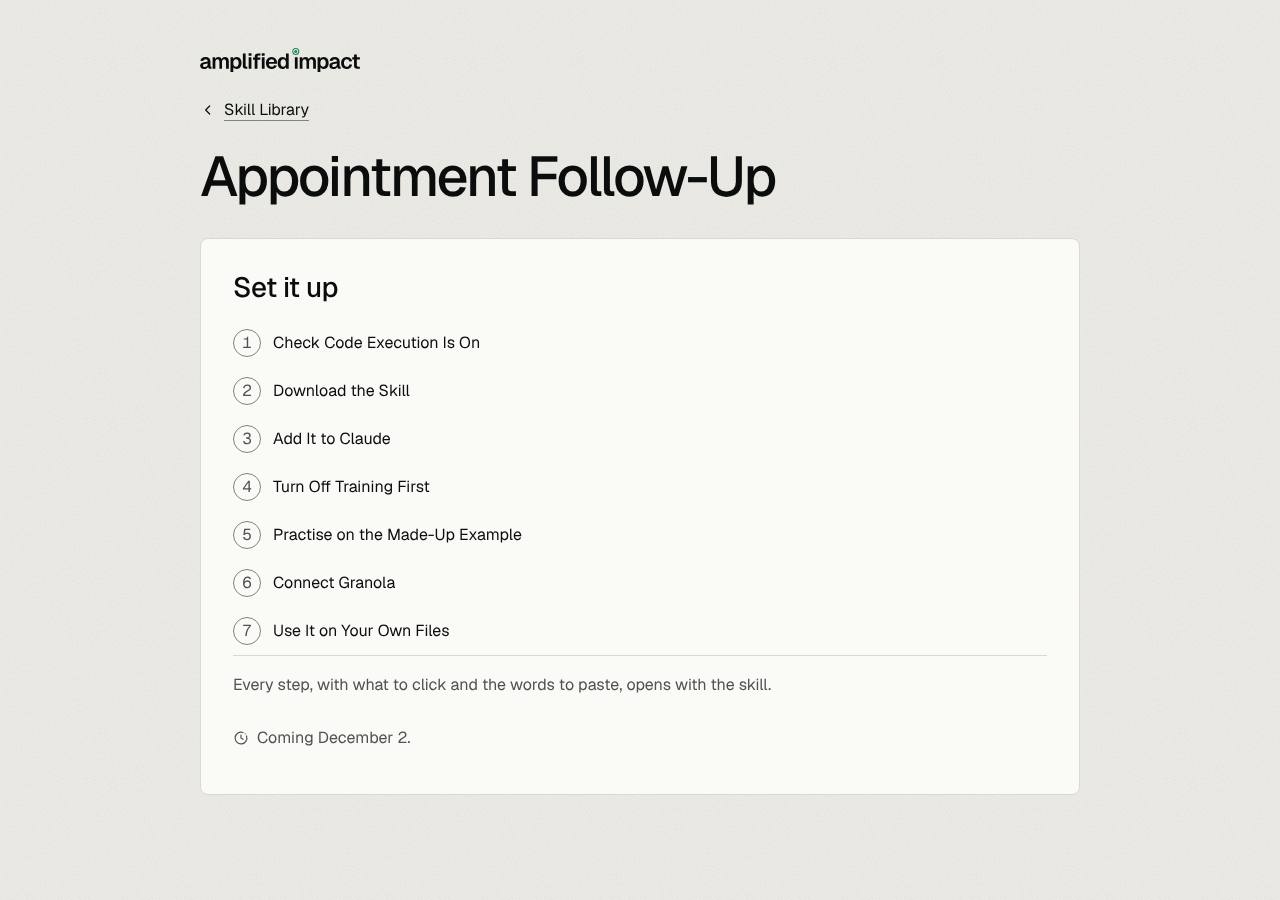 amplified impact
Skill Library
Appointment Follow-Up
Set it up
1 Check Code Execution Is On
2 Download the Skill
3 Add It to Claude
4 Turn Off Training First
5 Practise on the Made-Up Example
6 Connect Granola
7 Use It on Your Own Files
Every step, with what to click and the words to paste, opens with the skill.
Coming December 2.